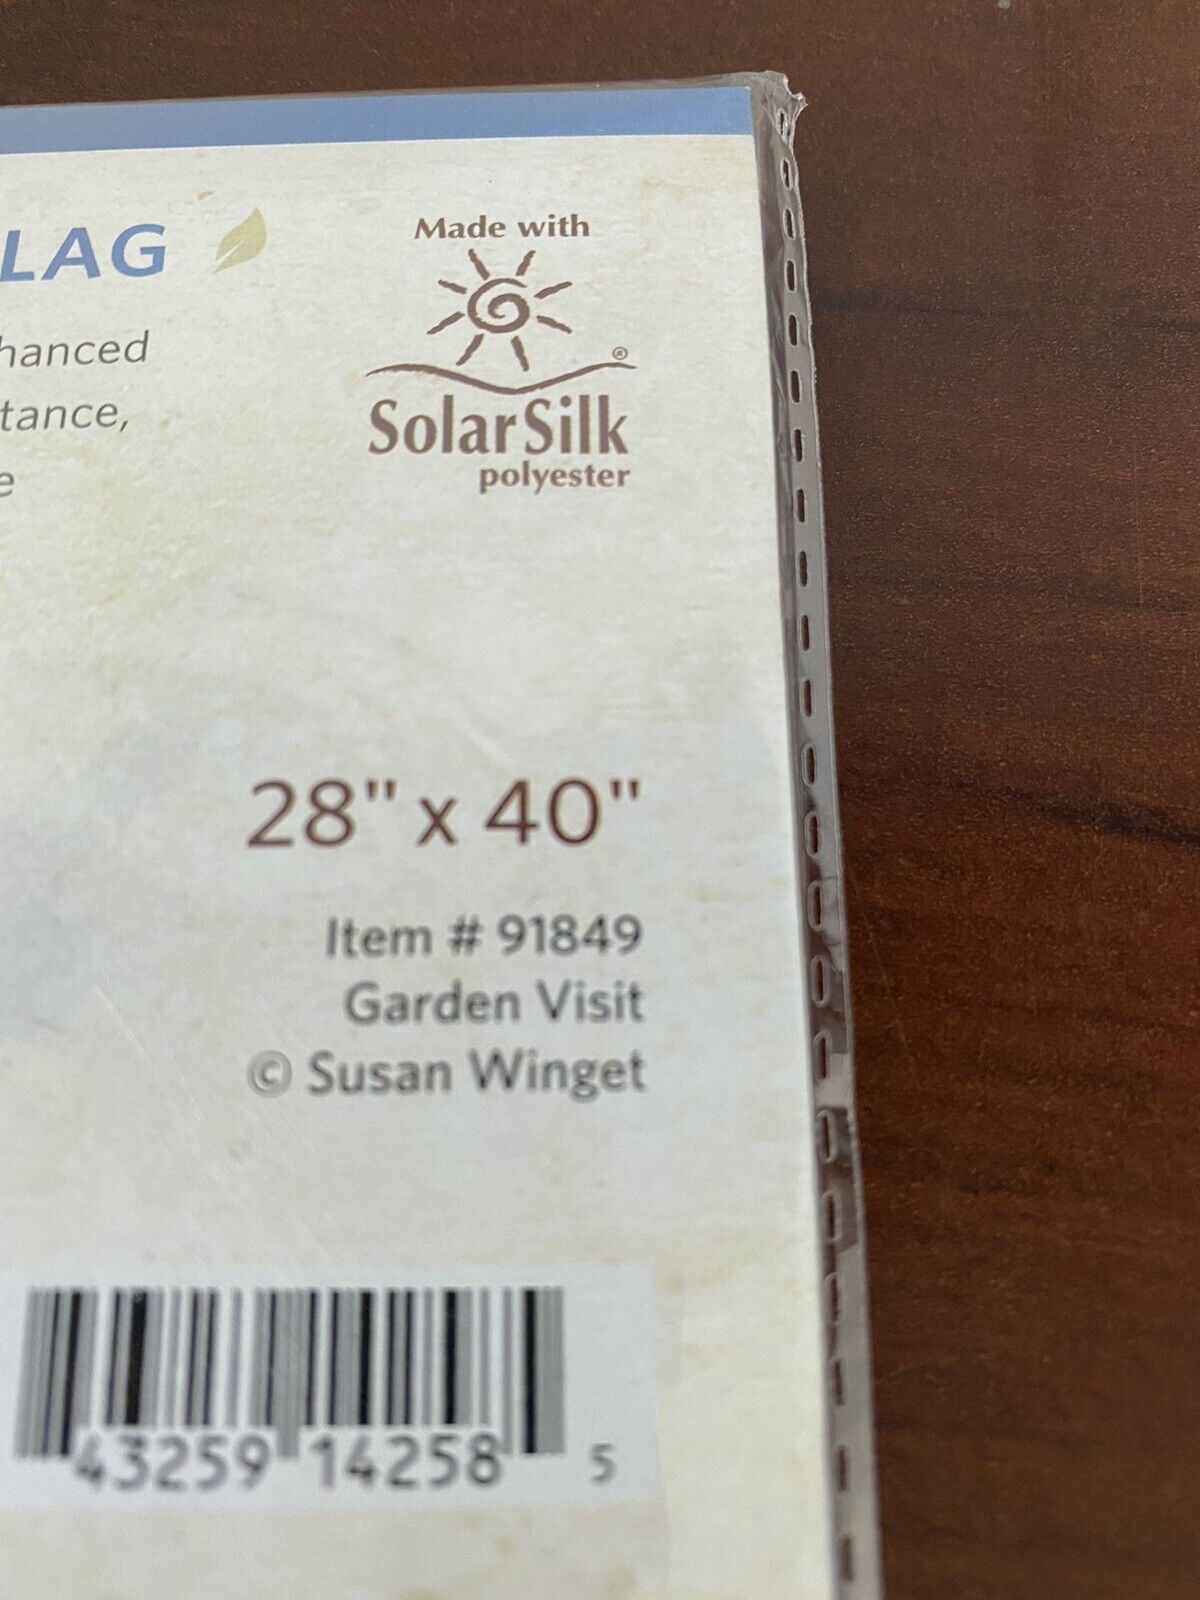 LAG
Made with
®
SolarSilk
polyester
hanced
tance,
e
28" x 40"
Item # 91849
Garden Visit
© Susan Winget
43259 14258 5